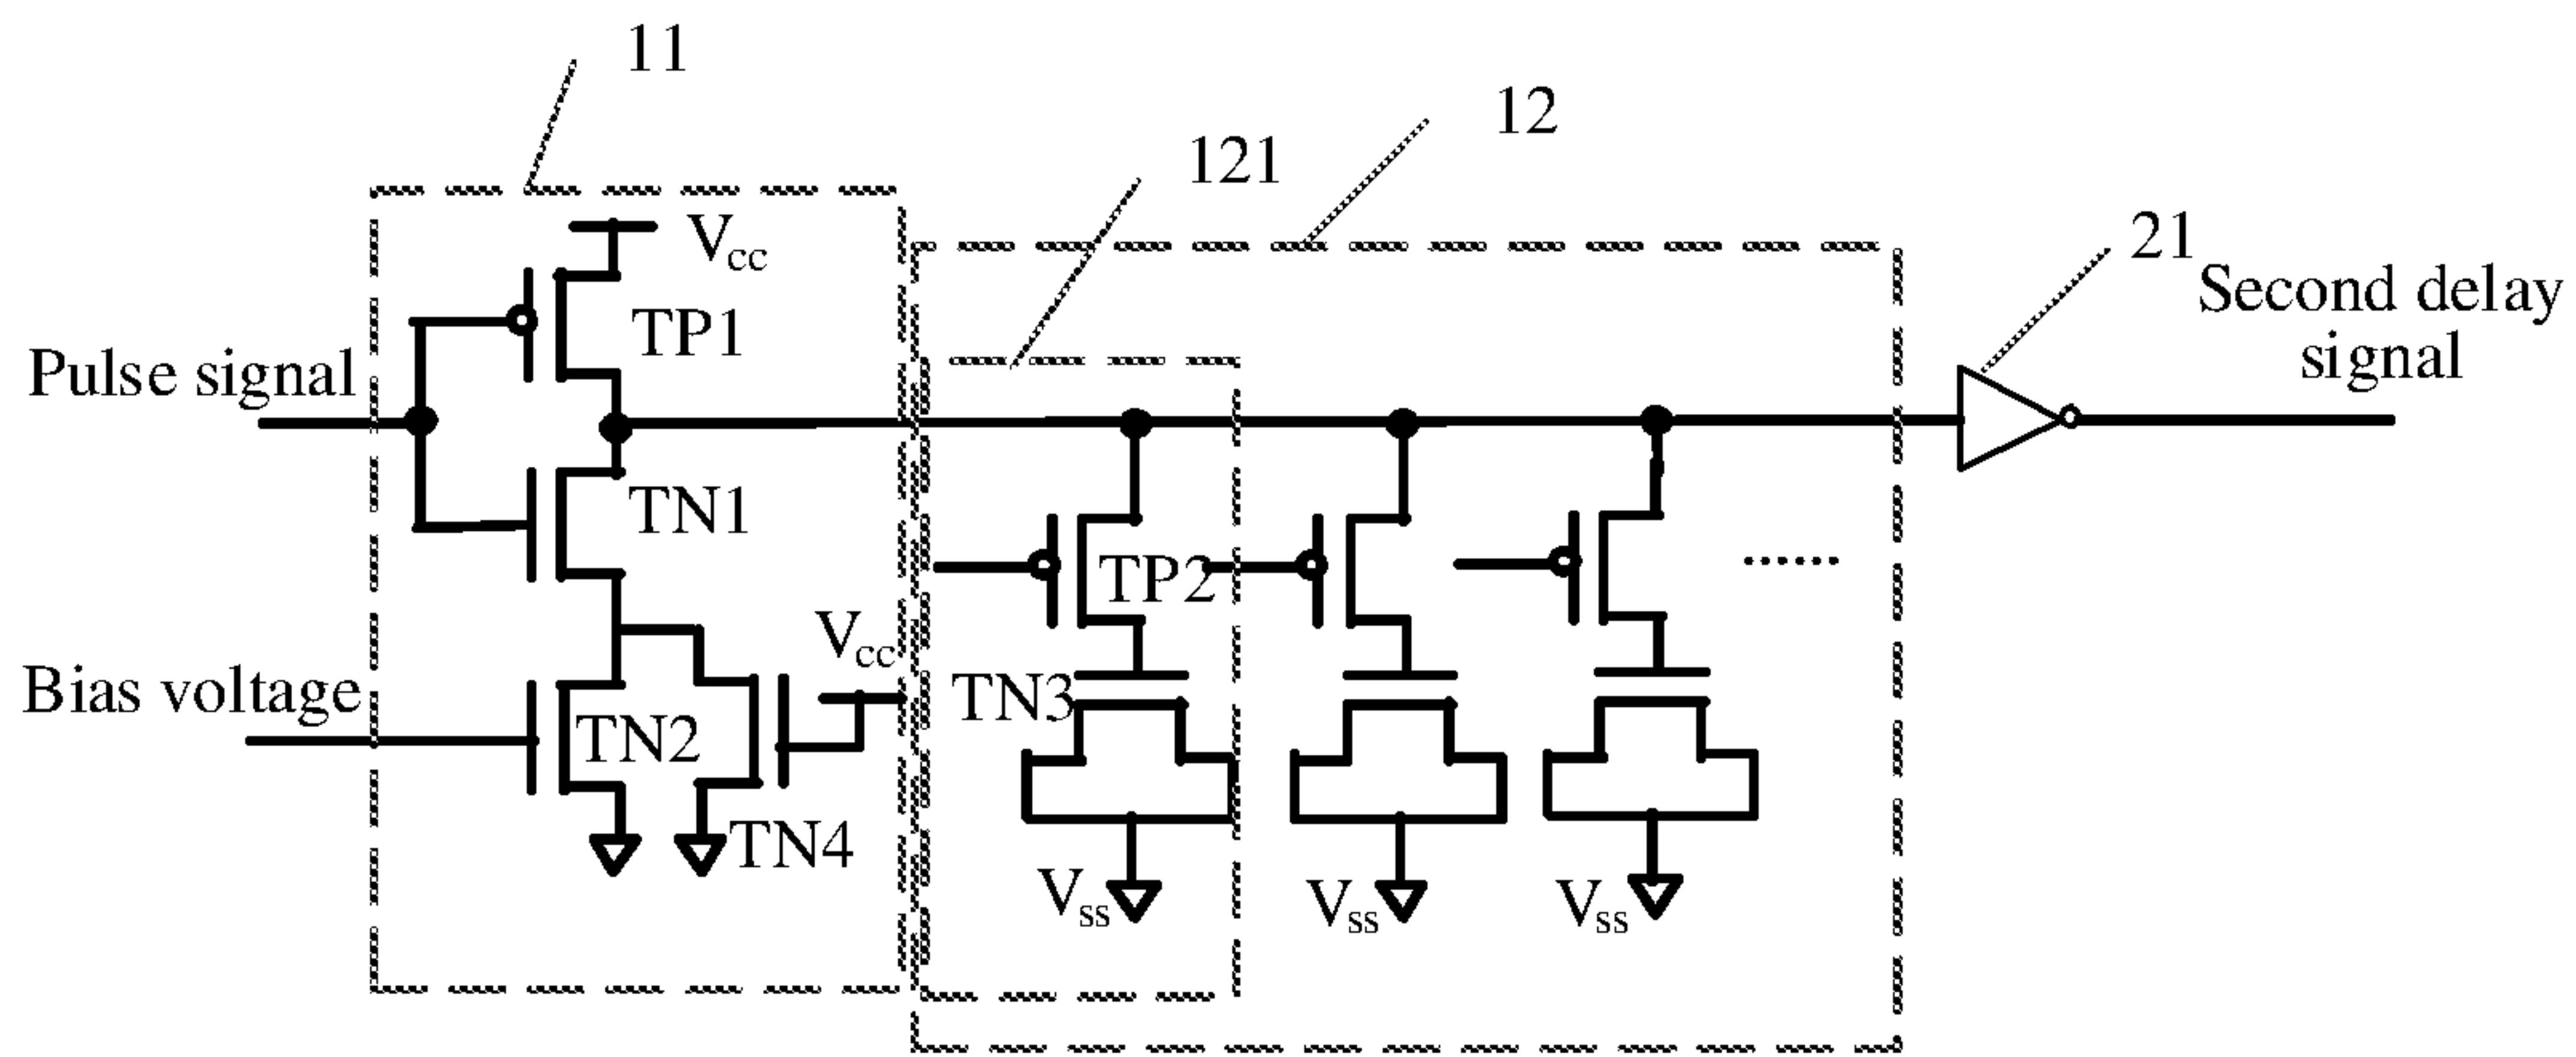 11
12
121
21
Vcc
Second delay
signal
TP1
Pulse signal
TN1
TP2
Vcc
Bias voltage
TN3
TN2
TN4
Vss
Vss
Vss
......